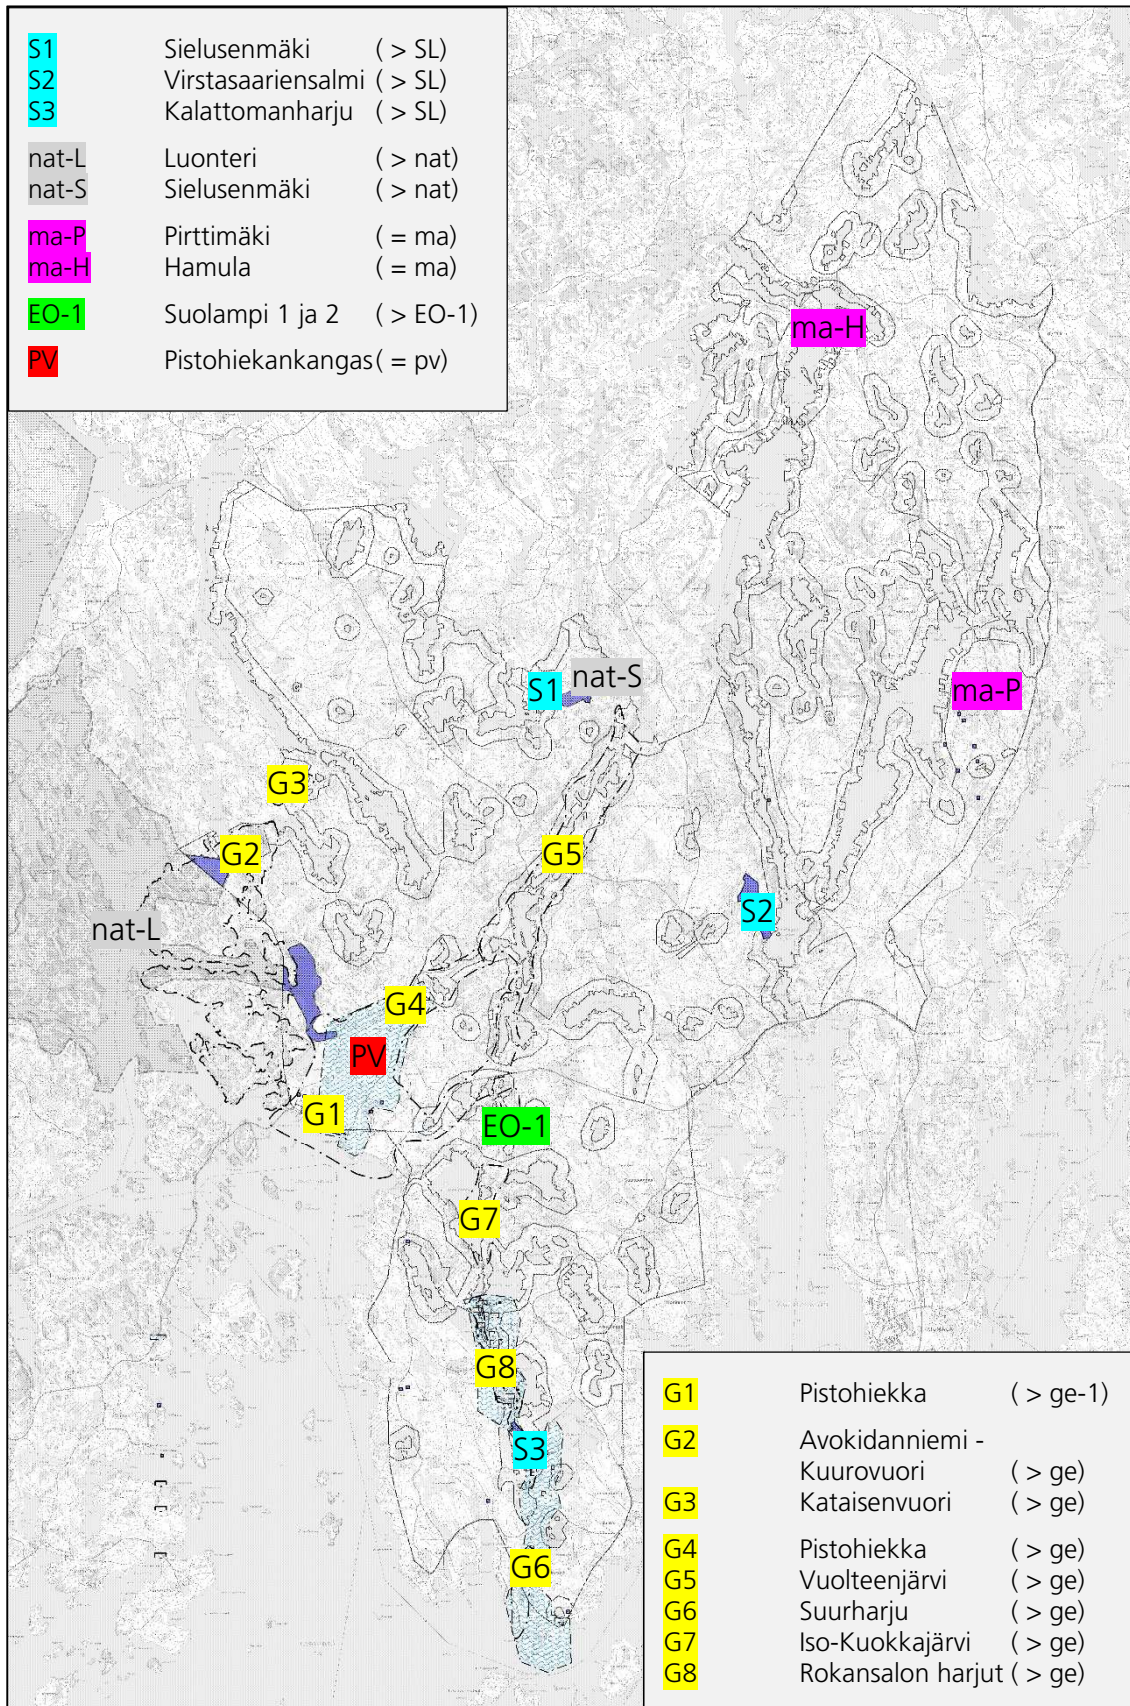 S1 Sielusenmäki ( > SL)
S2 Virstasaariensalmi ( > SL)
S3 Kalattomanharju ( > SL)
nat-L Luonteri ( > nat)
nat-S Sielusenmäki ( > nat)
ma-P Pirttimäki ( = ma)
ma-H Hamula ( = ma)
EO-1 Suolampi 1 ja 2 ( > EO-1)
PV Pistohiekankangas ( = pv)
ma-H
S1 nat-S
ma-P
G3
G2
G5
nat-L
S2
G4
PV
G1
EO-1
G7
G8
S3
G6
G1 Pistohiekka ( > ge-1)
G2 Avokidanniemi -
Kuurovuori ( > ge)
G3 Kataisenvuori ( > ge)
G4 Pistohiekka ( > ge)
G5 Vuolteenjärvi ( > ge)
G6 Suurharju ( > ge)
G7 Iso-Kuokkajärvi ( > ge)
G8 Rokansalon harjut ( > ge)